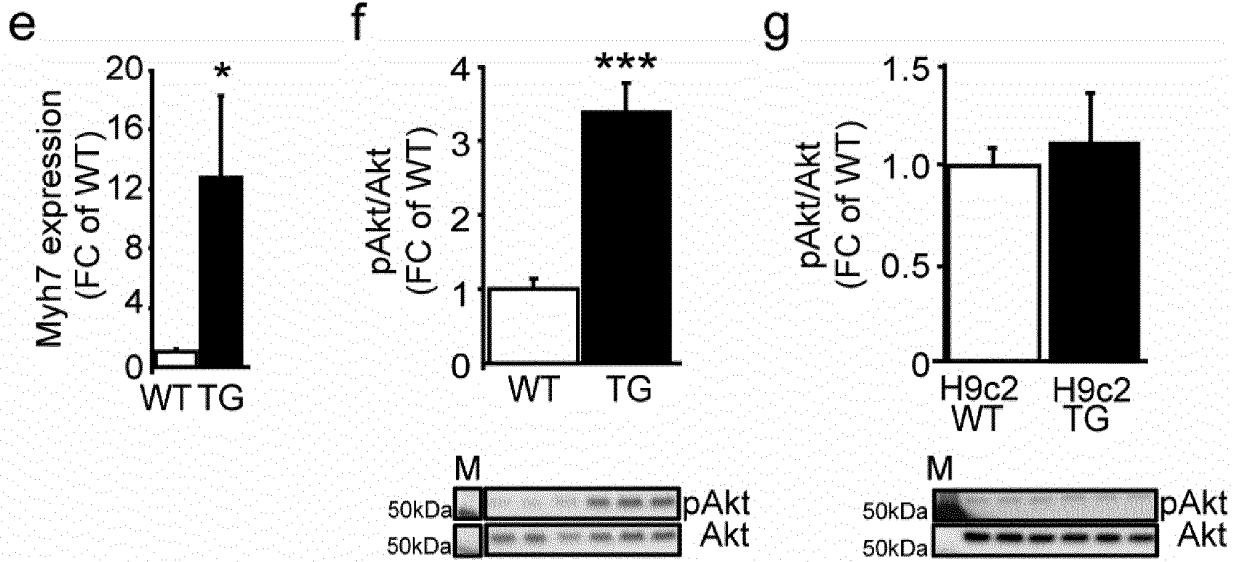 e
Myh7 expression
(FC of WT)
20
16
12
8
4
0
*
WT TG
f
pAkt/Akt
(FC of WT)
4
3
2
1
0
***
WT TG
M
50kDa pAkt
50kDa Akt
g
pAkt/Akt
(FC of WT)
1.5
1.0
0.5
0
H9c2 H9c2
WT TG
M
50kDa pAkt
50kDa Akt